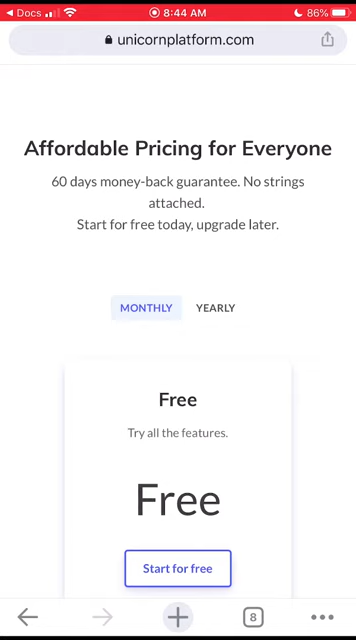 Docs 8:44 AM 86%
unicornplatform.com
Affordable Pricing for Everyone
60 days money-back guarantee. No strings
attached.
Start for free today, upgrade later.
MONTHLY YEARLY
Free
Try all the features.
Free
Start for free
8